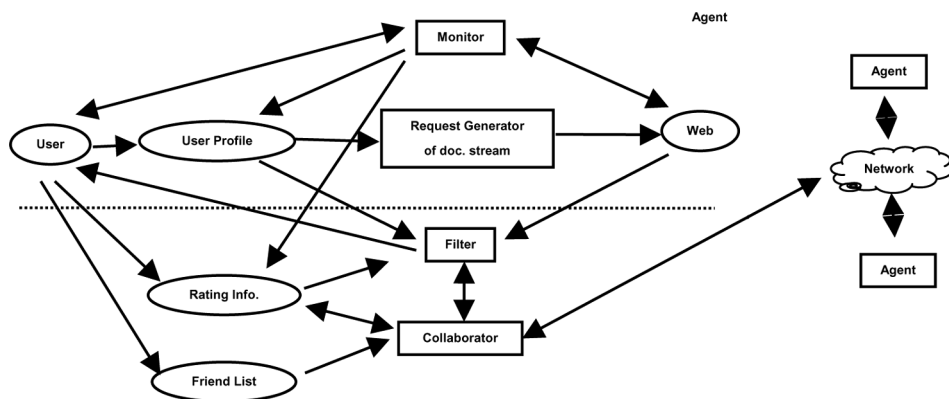 Agent
Monitor
Agent
User
User Profile
Request Generator
of doc. stream
Web
Network
Filter
Agent
Rating Info.
Collaborator
Friend List